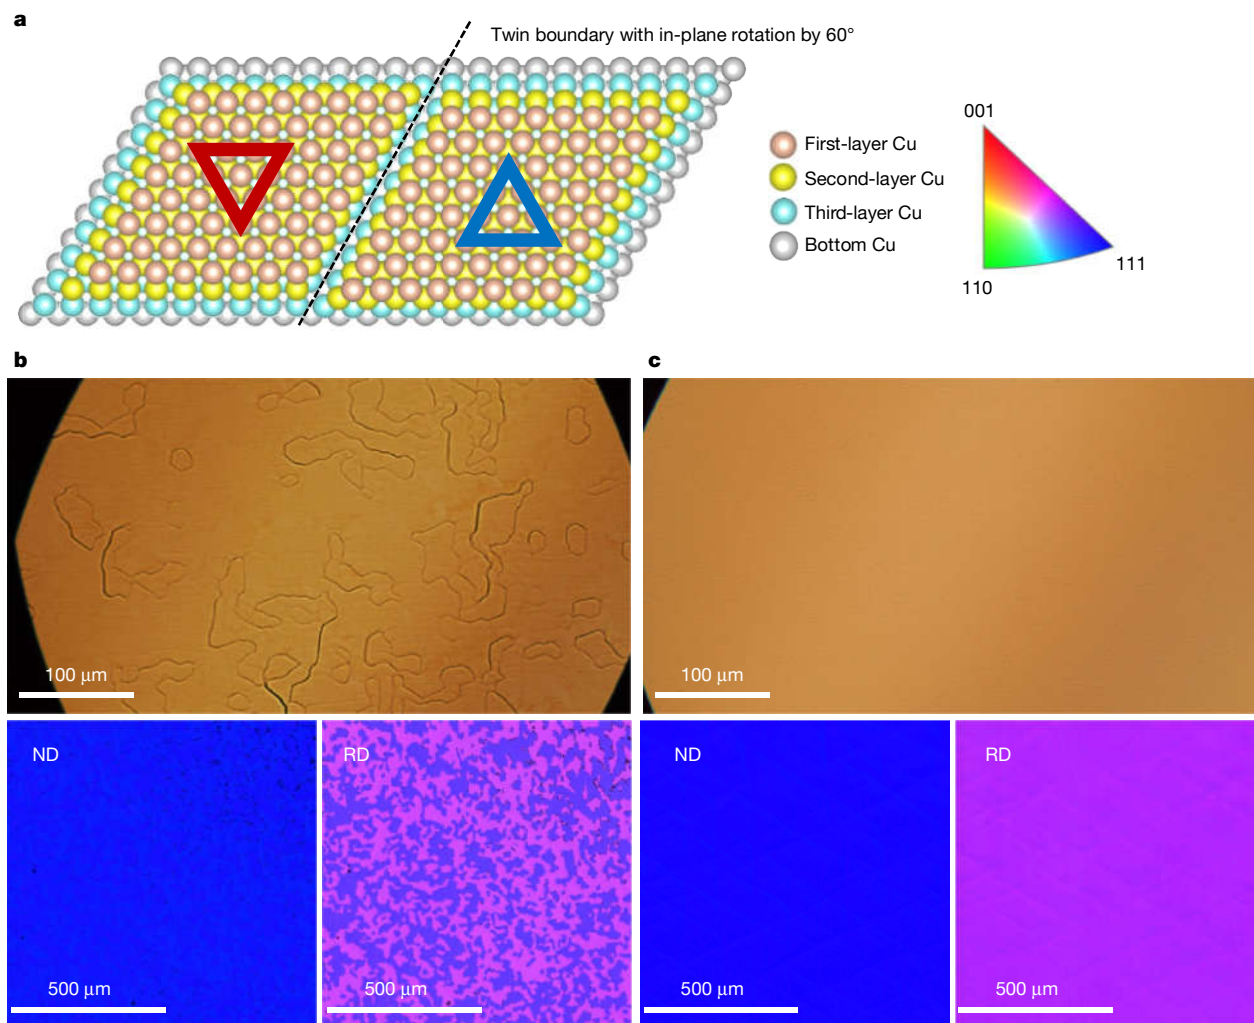 a
Twin boundary with in-plane rotation by 60°
First-layer Cu
Second-layer Cu
Third-layer Cu
Bottom Cu
001
111
110
b
c
100 μm
100 μm
ND
RD
ND
RD
500 μm
500 μm
500 μm
500 μm